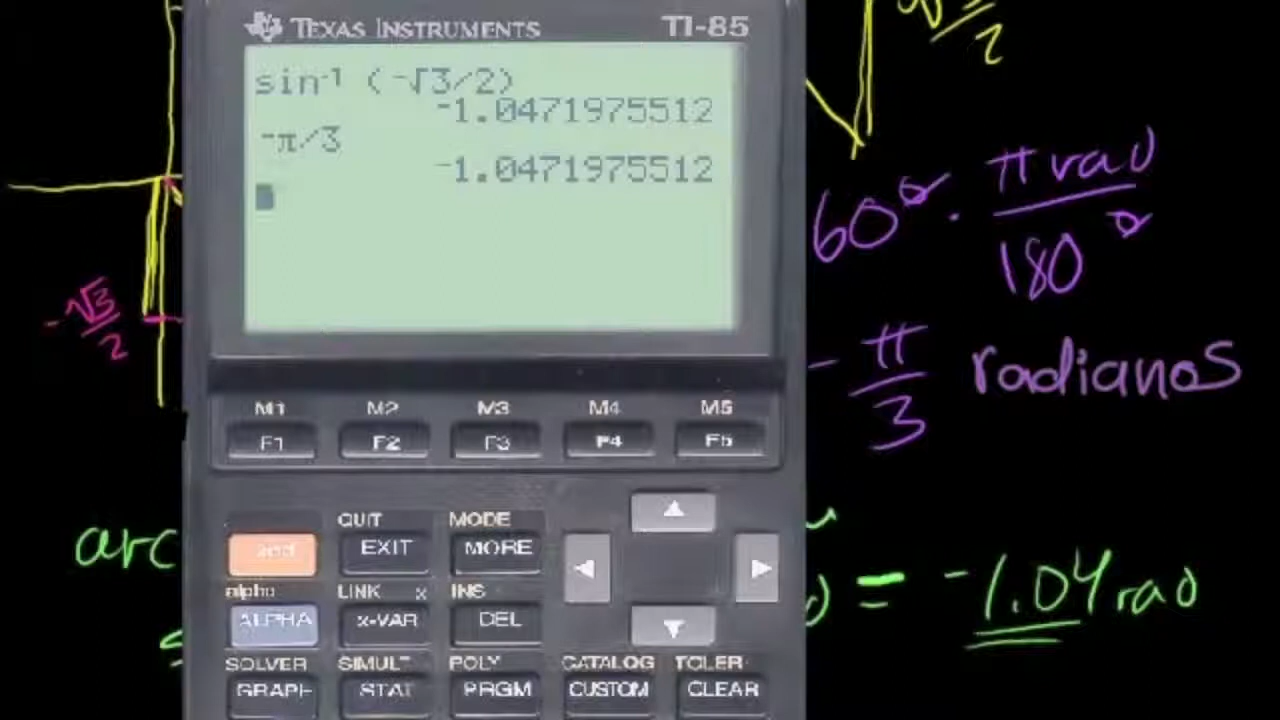 TEXAS INSTRUMENTS TI-85
sin⁻¹ (-√3/2)
-1.0471975512
-π/3
-1.0471975512
-√3/2
60° · π rad / 180°
- π/3 radianos
arc
= -1.04 rad
M1 M2 M3 M4 M5
F1 F2 F3 F4 F5
QUIT MODE
2nd EXIT MORE
alpha LINK x INS
ALPHA x-VAR DEL
SOLVER SIMULT POLY CATALOG TOLER
GRAPH STAT PRGM CUSTOM CLEAR